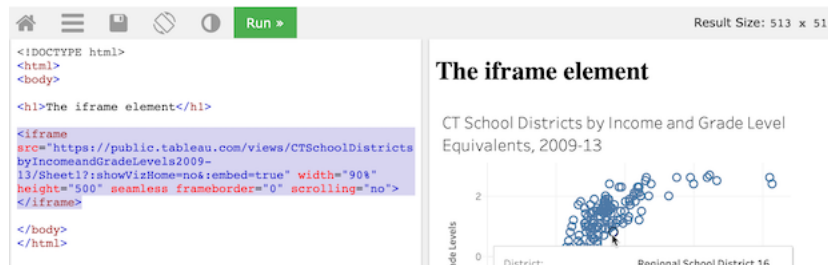 Run »
Result Size: 513 x 51
<!DOCTYPE html>
<html>
<body>
<h1>The iframe element</h1>
<iframe
src="https://public.tableau.com/views/CTSchoolDistricts
byIncomeandGradeLevels2009-
13/Sheet1?:showVizHome=no&:embed=true" width="90%"
height="500" seamless frameborder="0" scrolling="no">
</iframe>
</body>
</html>
The iframe element
CT School Districts by Income and Grade Level
Equivalents, 2009-13
2
0
de Levels
District:
Regional School District 16